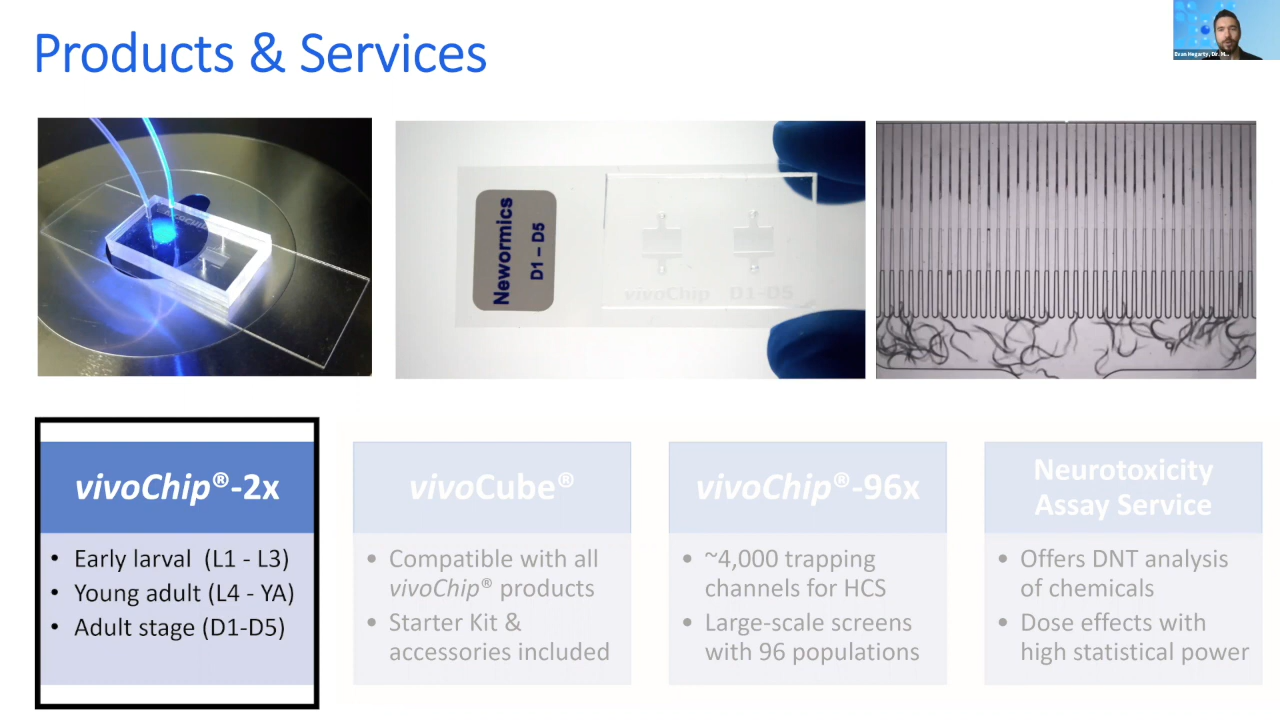 Products & Services
Evan Hegarty, Dr. M...
Newormics
D1 – D5
vivoChip D1-D5
vivoChip®-2x
• Early larval (L1 - L3)
• Young adult (L4 - YA)
• Adult stage (D1-D5)
vivoCube®
• Compatible with all
vivoChip® products
• Starter Kit &
accessories included
vivoChip®-96x
• ~4,000 trapping
channels for HCS
• Large-scale screens
with 96 populations
Neurotoxicity
Assay Service
• Offers DNT analysis
of chemicals
• Dose effects with
high statistical power